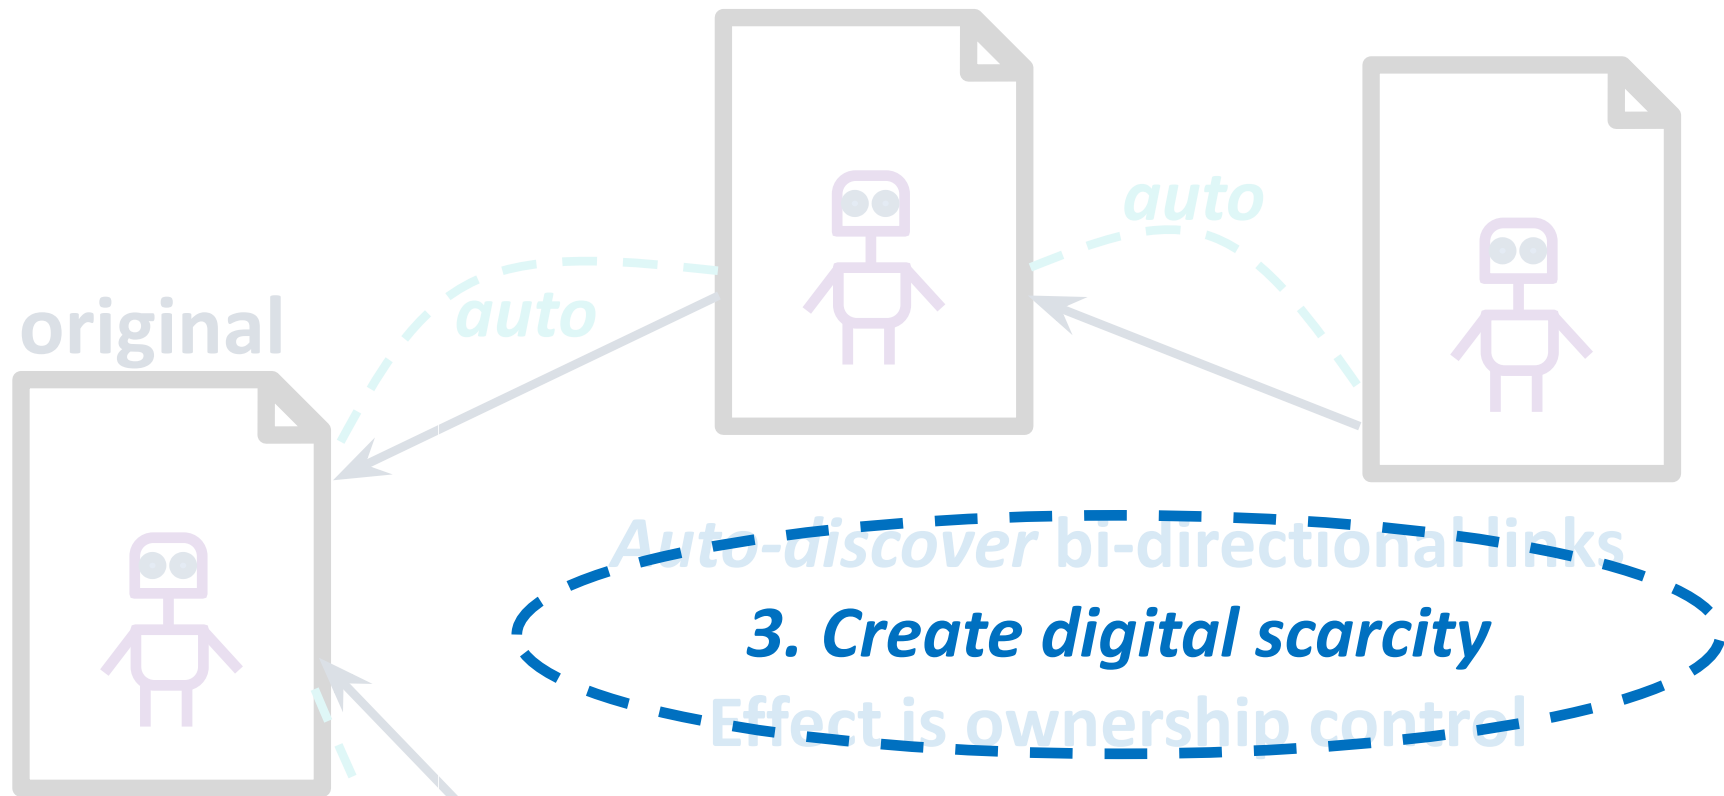 auto
auto
original
Auto-discover bi-directional links
3. Create digital scarcity
Effect is ownership control